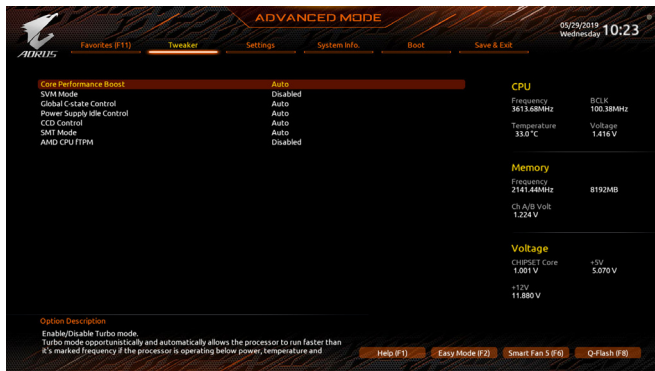 ADVANCED MODE
05/29/2019
Wednesday 10:23
AORUS
Favorites (F11) Tweaker Settings System Info. Boot Save & Exit
Core Performance Boost Auto
SVM Mode Disabled
Global C-state Control Auto
Power Supply Idle Control Auto
CCD Control Auto
SMT Mode Auto
AMD CPU fTPM Disabled
CPU
Frequency BCLK
3613.68MHz 100.38MHz
Temperature Voltage
33.0 °C 1.416 V
Memory
Frequency
2141.44MHz 8192MB
Ch A/B Volt
1.224 V
Voltage
CHIPSET Core +5V
1.001 V 5.070 V
+12V
11.880 V
Option Description
Enable/Disable Turbo mode.
Turbo mode opportunistically and automatically allows the processor to run faster than
it's marked frequency if the processor is operating below power, temperature and
Help (F1) Easy Mode (F2) Smart Fan 5 (F6) Q-Flash (F8)